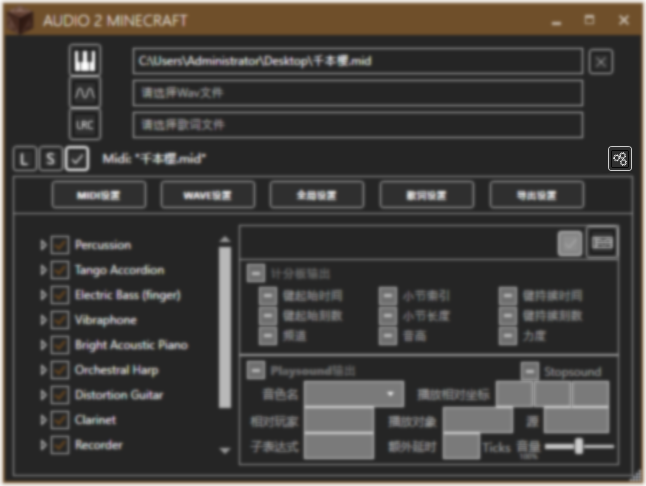 AUDIO 2 MINECRAFT
C:\Users\Administrator\Desktop\千本樱.mid
请选择Wav文件
LRC 请选择歌词文件
L S Midi: "千本樱.mid"
MIDI设置 WAVE设置 全局设置 歌词设置 导出设置
Percussion
Tango Accordion
Electric Bass (finger)
Vibraphone
Bright Acoustic Piano
Orchestral Harp
Distortion Guitar
Clarinet
Recorder
计分板输出
键起始时间 小节索引 键持续时间
键起始刻数 小节长度 键持续刻数
频道 音高 力度
Playsound输出 Stopsound
音色名 播放相对坐标
相对玩家 播放对象 源
子表达式 额外延时 Ticks 音量
100%